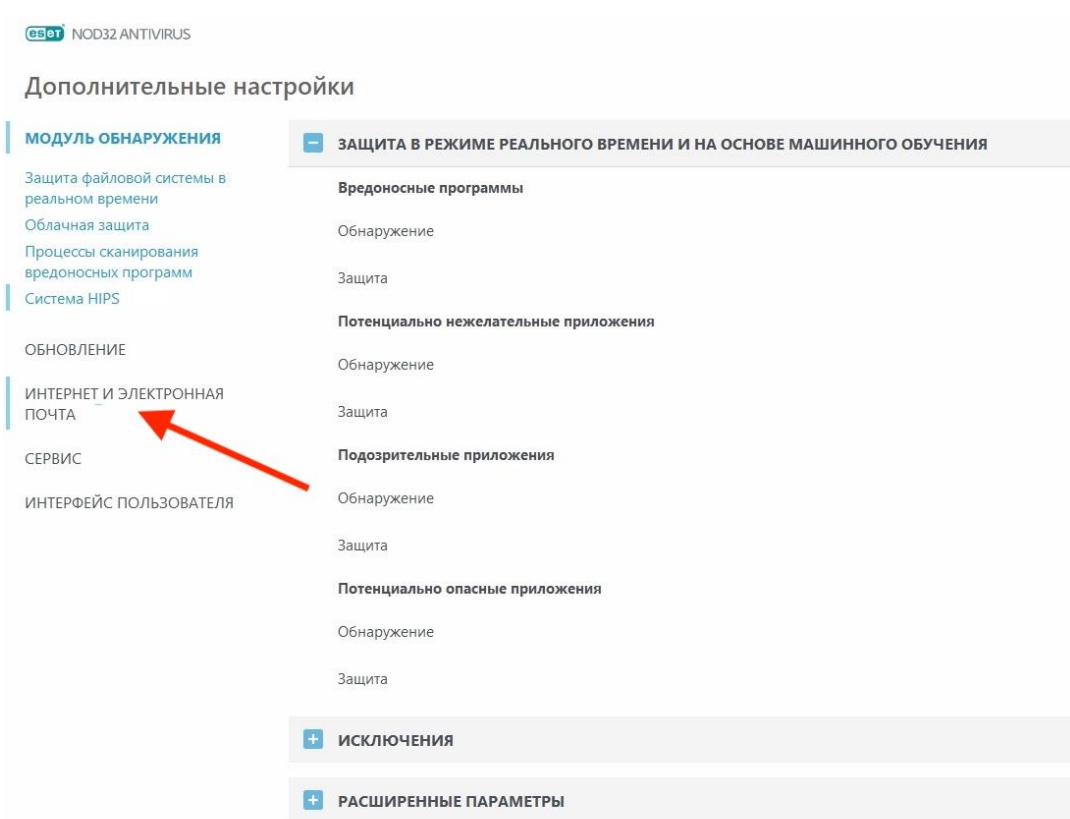 eset NOD32 ANTIVIRUS
Дополнительные настройки
МОДУЛЬ ОБНАРУЖЕНИЯ
Защита файловой системы в
реальном времени
Облачная защита
Процессы сканирования
вредоносных программ
Система HIPS
ОБНОВЛЕНИЕ
ИНТЕРНЕТ И ЭЛЕКТРОННАЯ
ПОЧТА
СЕРВИС
ИНТЕРФЕЙС ПОЛЬЗОВАТЕЛЯ
ЗАЩИТА В РЕЖИМЕ РЕАЛЬНОГО ВРЕМЕНИ И НА ОСНОВЕ МАШИННОГО ОБУЧЕНИЯ
Вредоносные программы
Обнаружение
Защита
Потенциально нежелательные приложения
Обнаружение
Защита
Подозрительные приложения
Обнаружение
Защита
Потенциально опасные приложения
Обнаружение
Защита
ИСКЛЮЧЕНИЯ
РАСШИРЕННЫЕ ПАРАМЕТРЫ